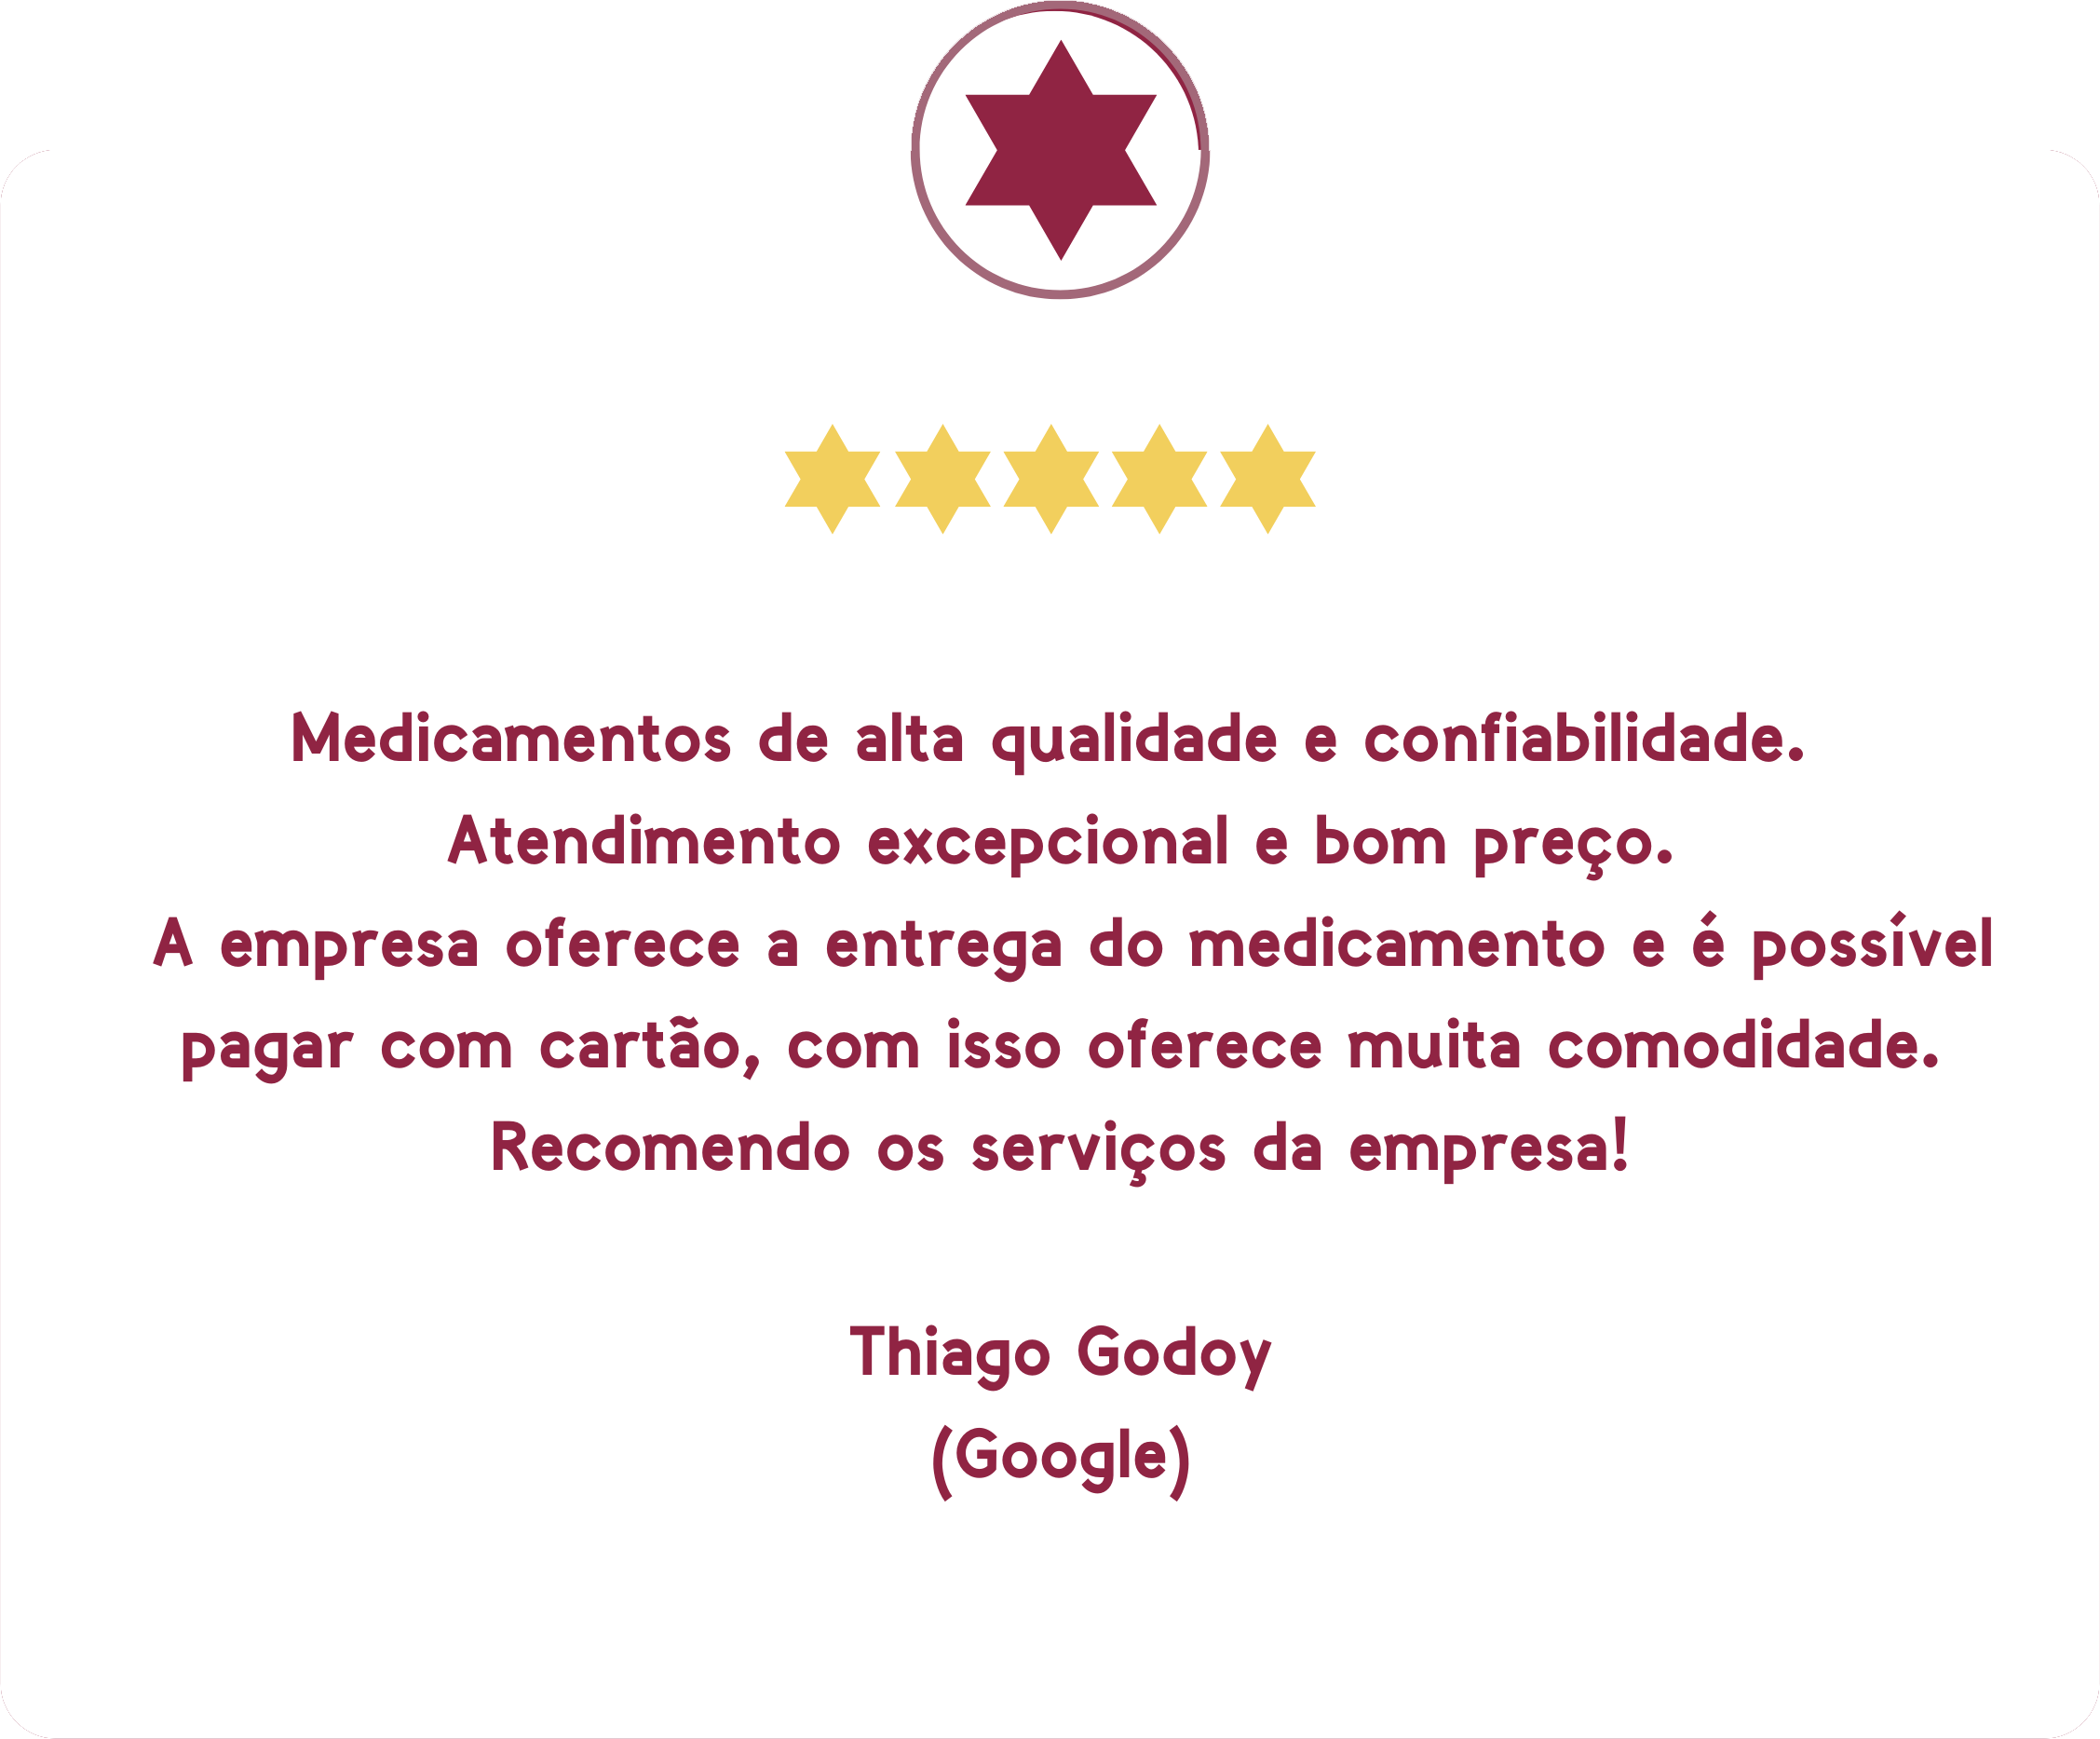 Medicamentos de alta qualidade e confiabilidade.
Atendimento excepcional e bom preço.
A empresa oferece a entrega do medicamento e é possível
pagar com cartão, com isso oferece muita comodidade.
Recomendo os serviços da empresa!
Thiago Godoy
(Google)